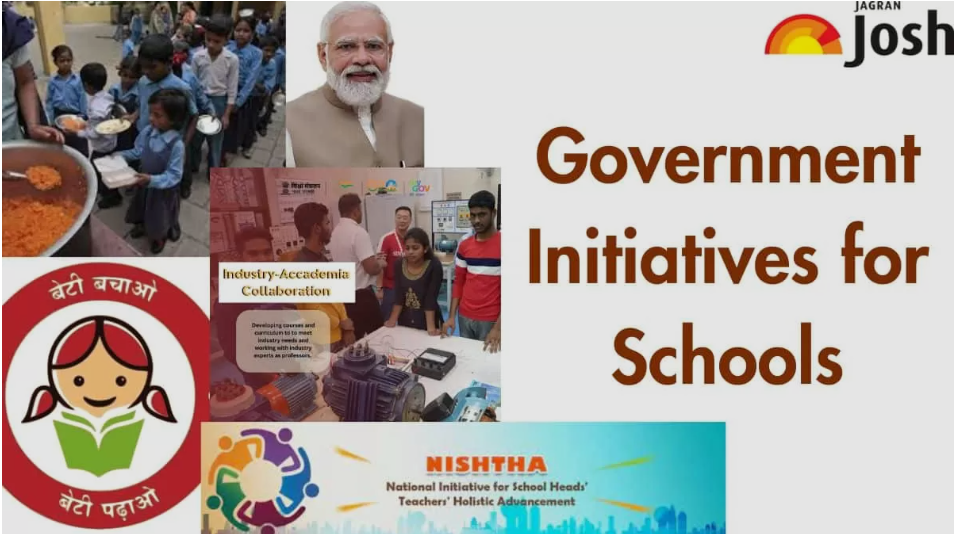 JAGRAN
Josh
Government
Initiatives for
Schools
शिक्षा मंत्रालय
Industry-Accademia
Collaboration
Developing courses and
curriculum to to meet
industry needs and
working with industry
experts as professors.
बेटी बचाओ
बेटी पढ़ाओ
NISHTHA
National Initiative for School Heads'
Teachers' Holistic Advancement